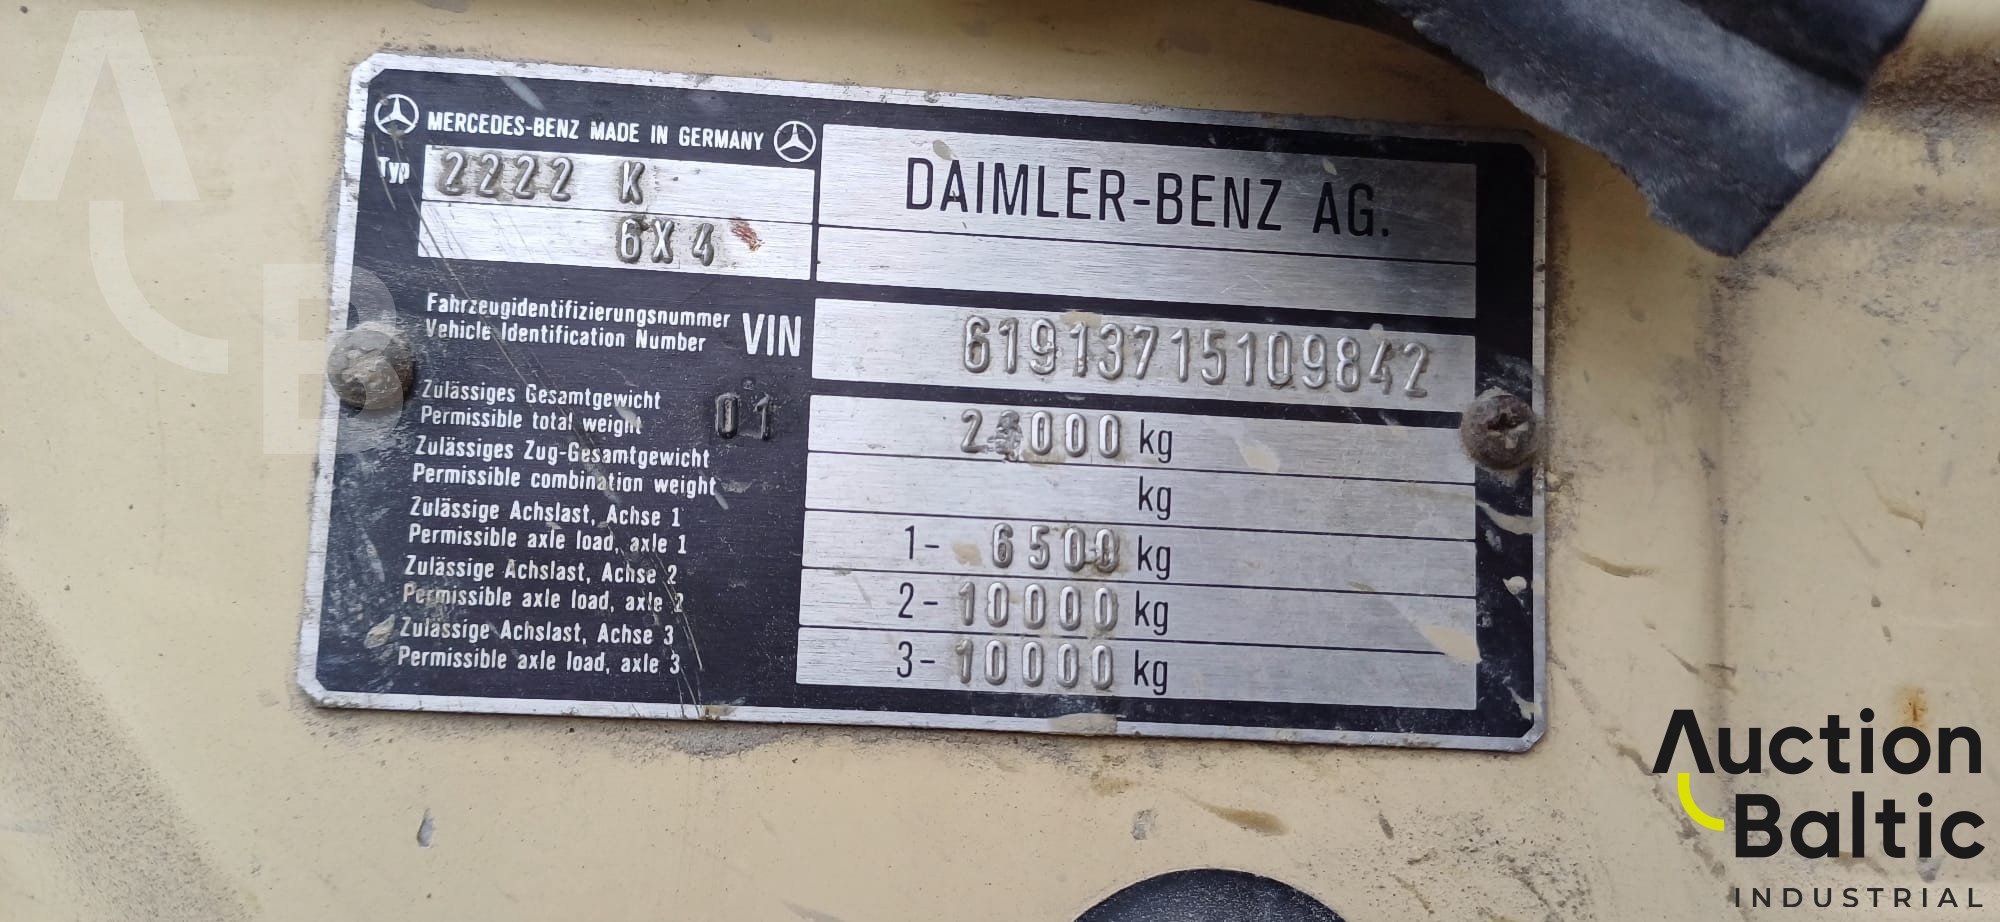 MERCEDES-BENZ MADE IN GERMANY
Typ 2222 K
6X4
DAIMLER-BENZ AG.
Fahrzeugidentifizierungsnummer
Vehicle Identification Number
VIN 61913715109842
Zulässiges Gesamtgewicht
Permissible total weight
01
kg
Zulässiges Zug-Gesamtgewicht
Permissible combination weight
kg
Zulässige Achslast, Achse 1
Permissible axle load, axle 1
1- 6500 kg
Zulässige Achslast, Achse 2
Permissible axle load, axle 2
2- 10000 kg
Zulässige Achslast, Achse 3
Permissible axle load, axle 3
3- 10000 kg
Auction
Baltic
INDUSTRIAL
AB